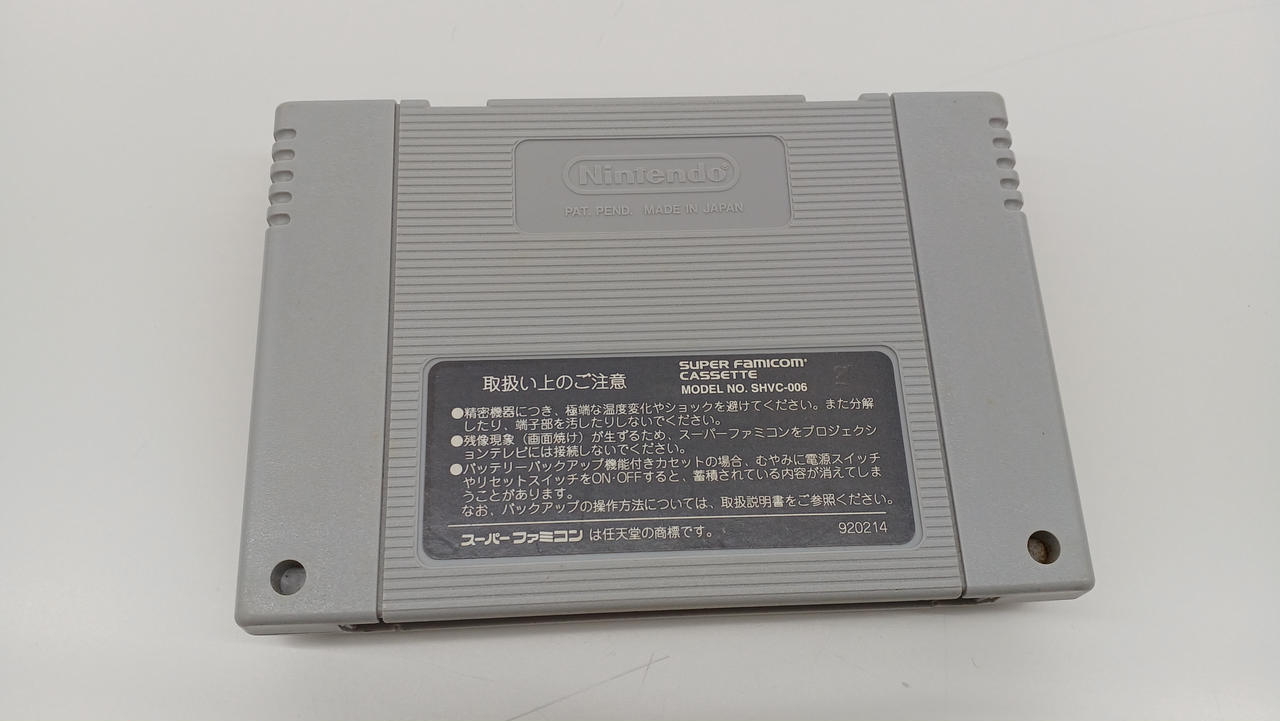 Nintendo®
PAT. PEND. MADE IN JAPAN
取扱い上のご注意
SUPER FAMICOM®
CASSETTE
MODEL NO. SHVC-006
●精密機器につき、極端な温度変化やショックを避けてください。また分解
したり、端子部を汚したりしないでください。
●残像現象（画面焼け）が生ずるため、スーパーファミコンをプロジェクシ
ョンテレビには接続しないでください。
●バッテリーバックアップ機能付きカセットの場合、むやみに電源スイッチ
やリセットスイッチをON・OFFすると、蓄積されている内容が消えてしま
うことがあります。
なお、バックアップの操作方法については、取扱説明書をご参照ください。
スーパーファミコンは任天堂の商標です。
920214